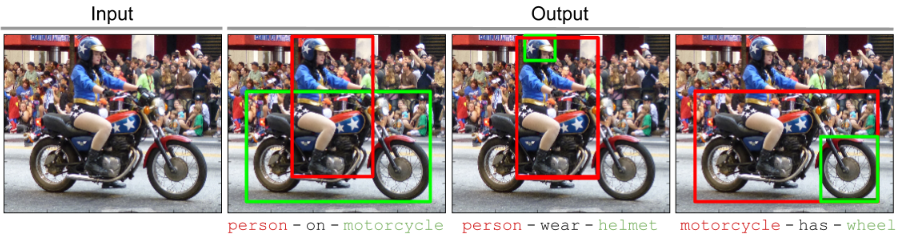 Input
Output
person - on - motorcycle
person - wear - helmet
motorcycle - has - wheel